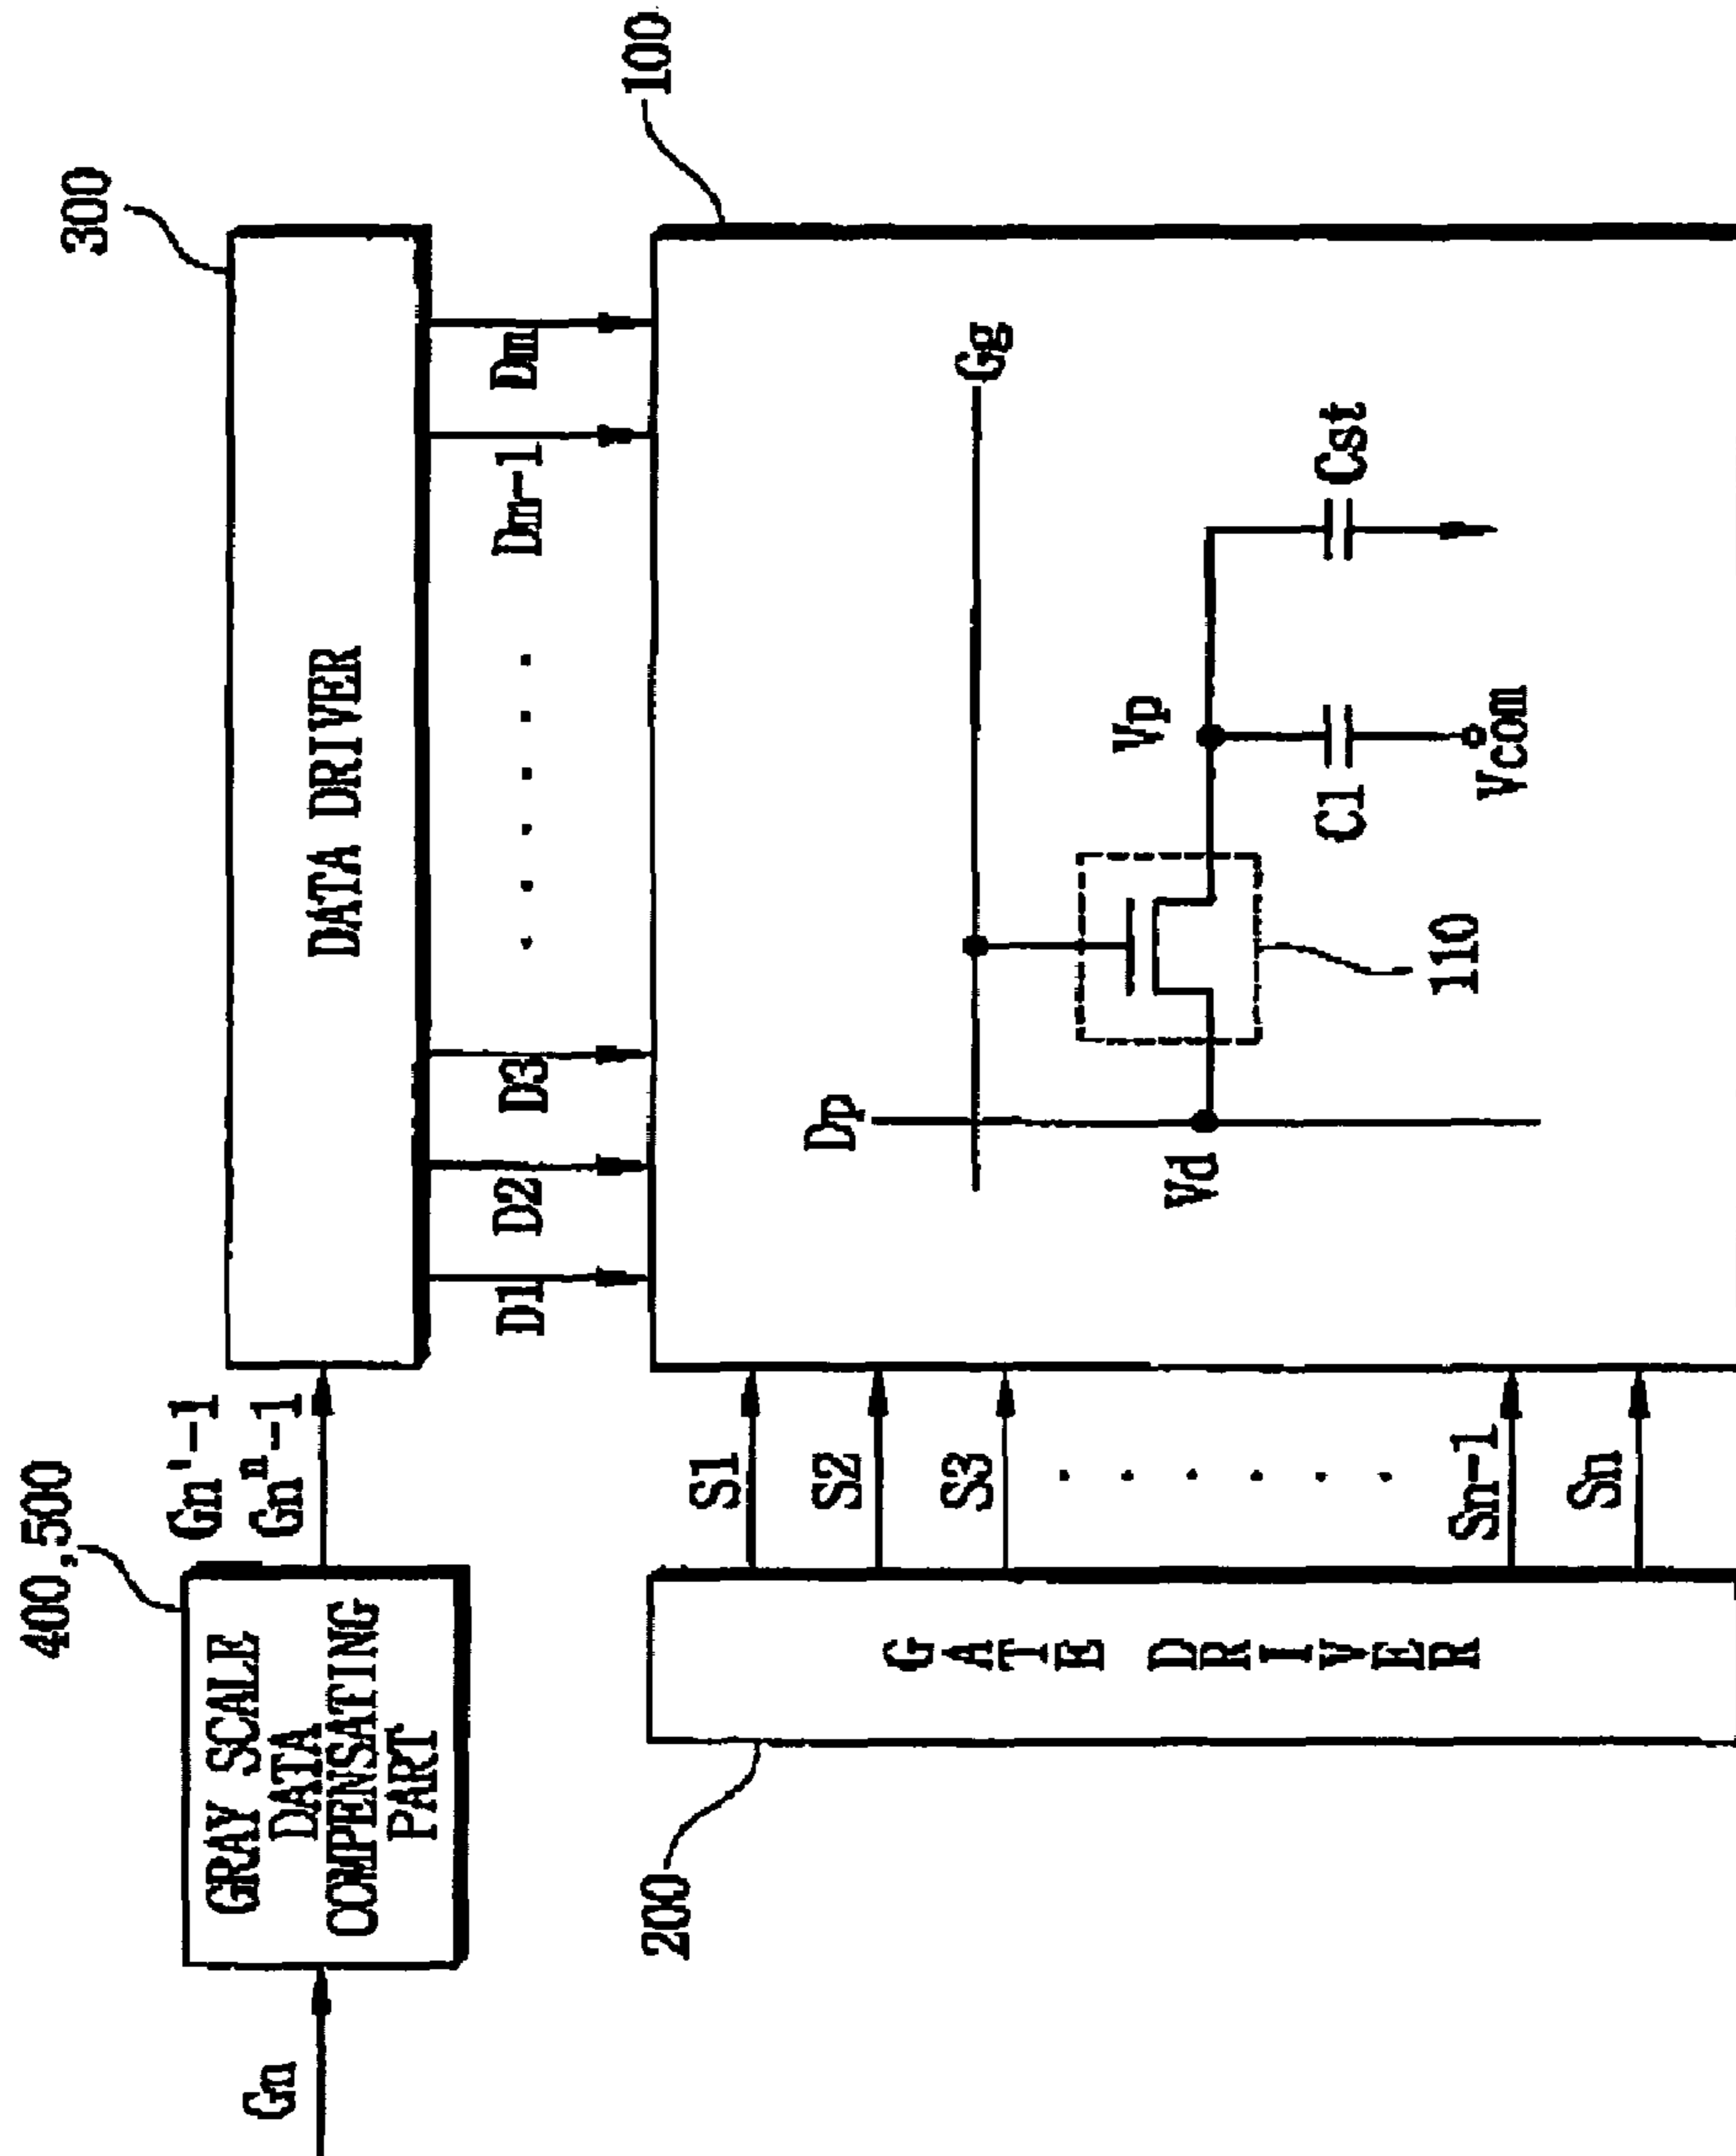 400,500
300
100
Gn
GRAY SCALE
DATA
COMPENSATING
PART
Gn'-1
Gn"-1
DATA DRIVER
D1
D2
D3
. . . . . .
Dm-1
Dm
200
GATE DRIVER
S1
S2
S3
. . . . . .
Sn-1
Sn
Dp
Cg
Vd
Vp
110
C1
Cst
Vcom